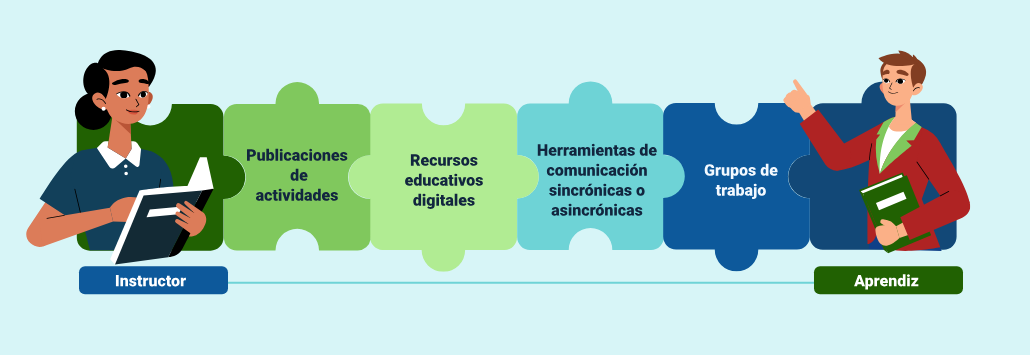 Publicaciones
de
actividades
Recursos
educativos
digitales
Herramientas de
comunicación
sincrónicas o
asincrónicas
Grupos de
trabajo
Instructor
Aprendiz